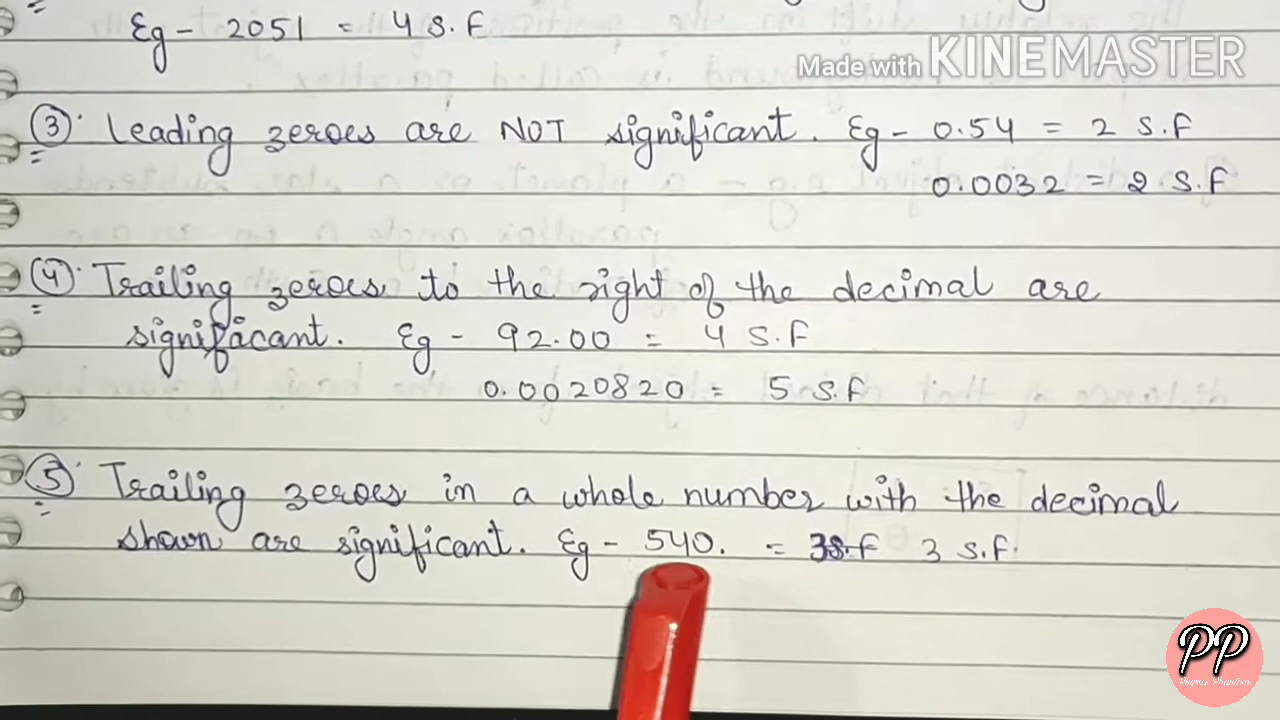 Eg - 2051 = 4 S.F
Made with KINEMASTER
③ Leading zeroes are NOT significant. Eg - 0.54 = 2 S.F
0.0032 = 2 S.F
④ Trailing zeroes to the right of the decimal are
significant. Eg - 92.00 = 4 S.F
0.0020820 = 5 S.F
⑤ Trailing zeroes in a whole number with the decimal
shown are significant. Eg - 540. = 3S.F 3 S.F.
PP